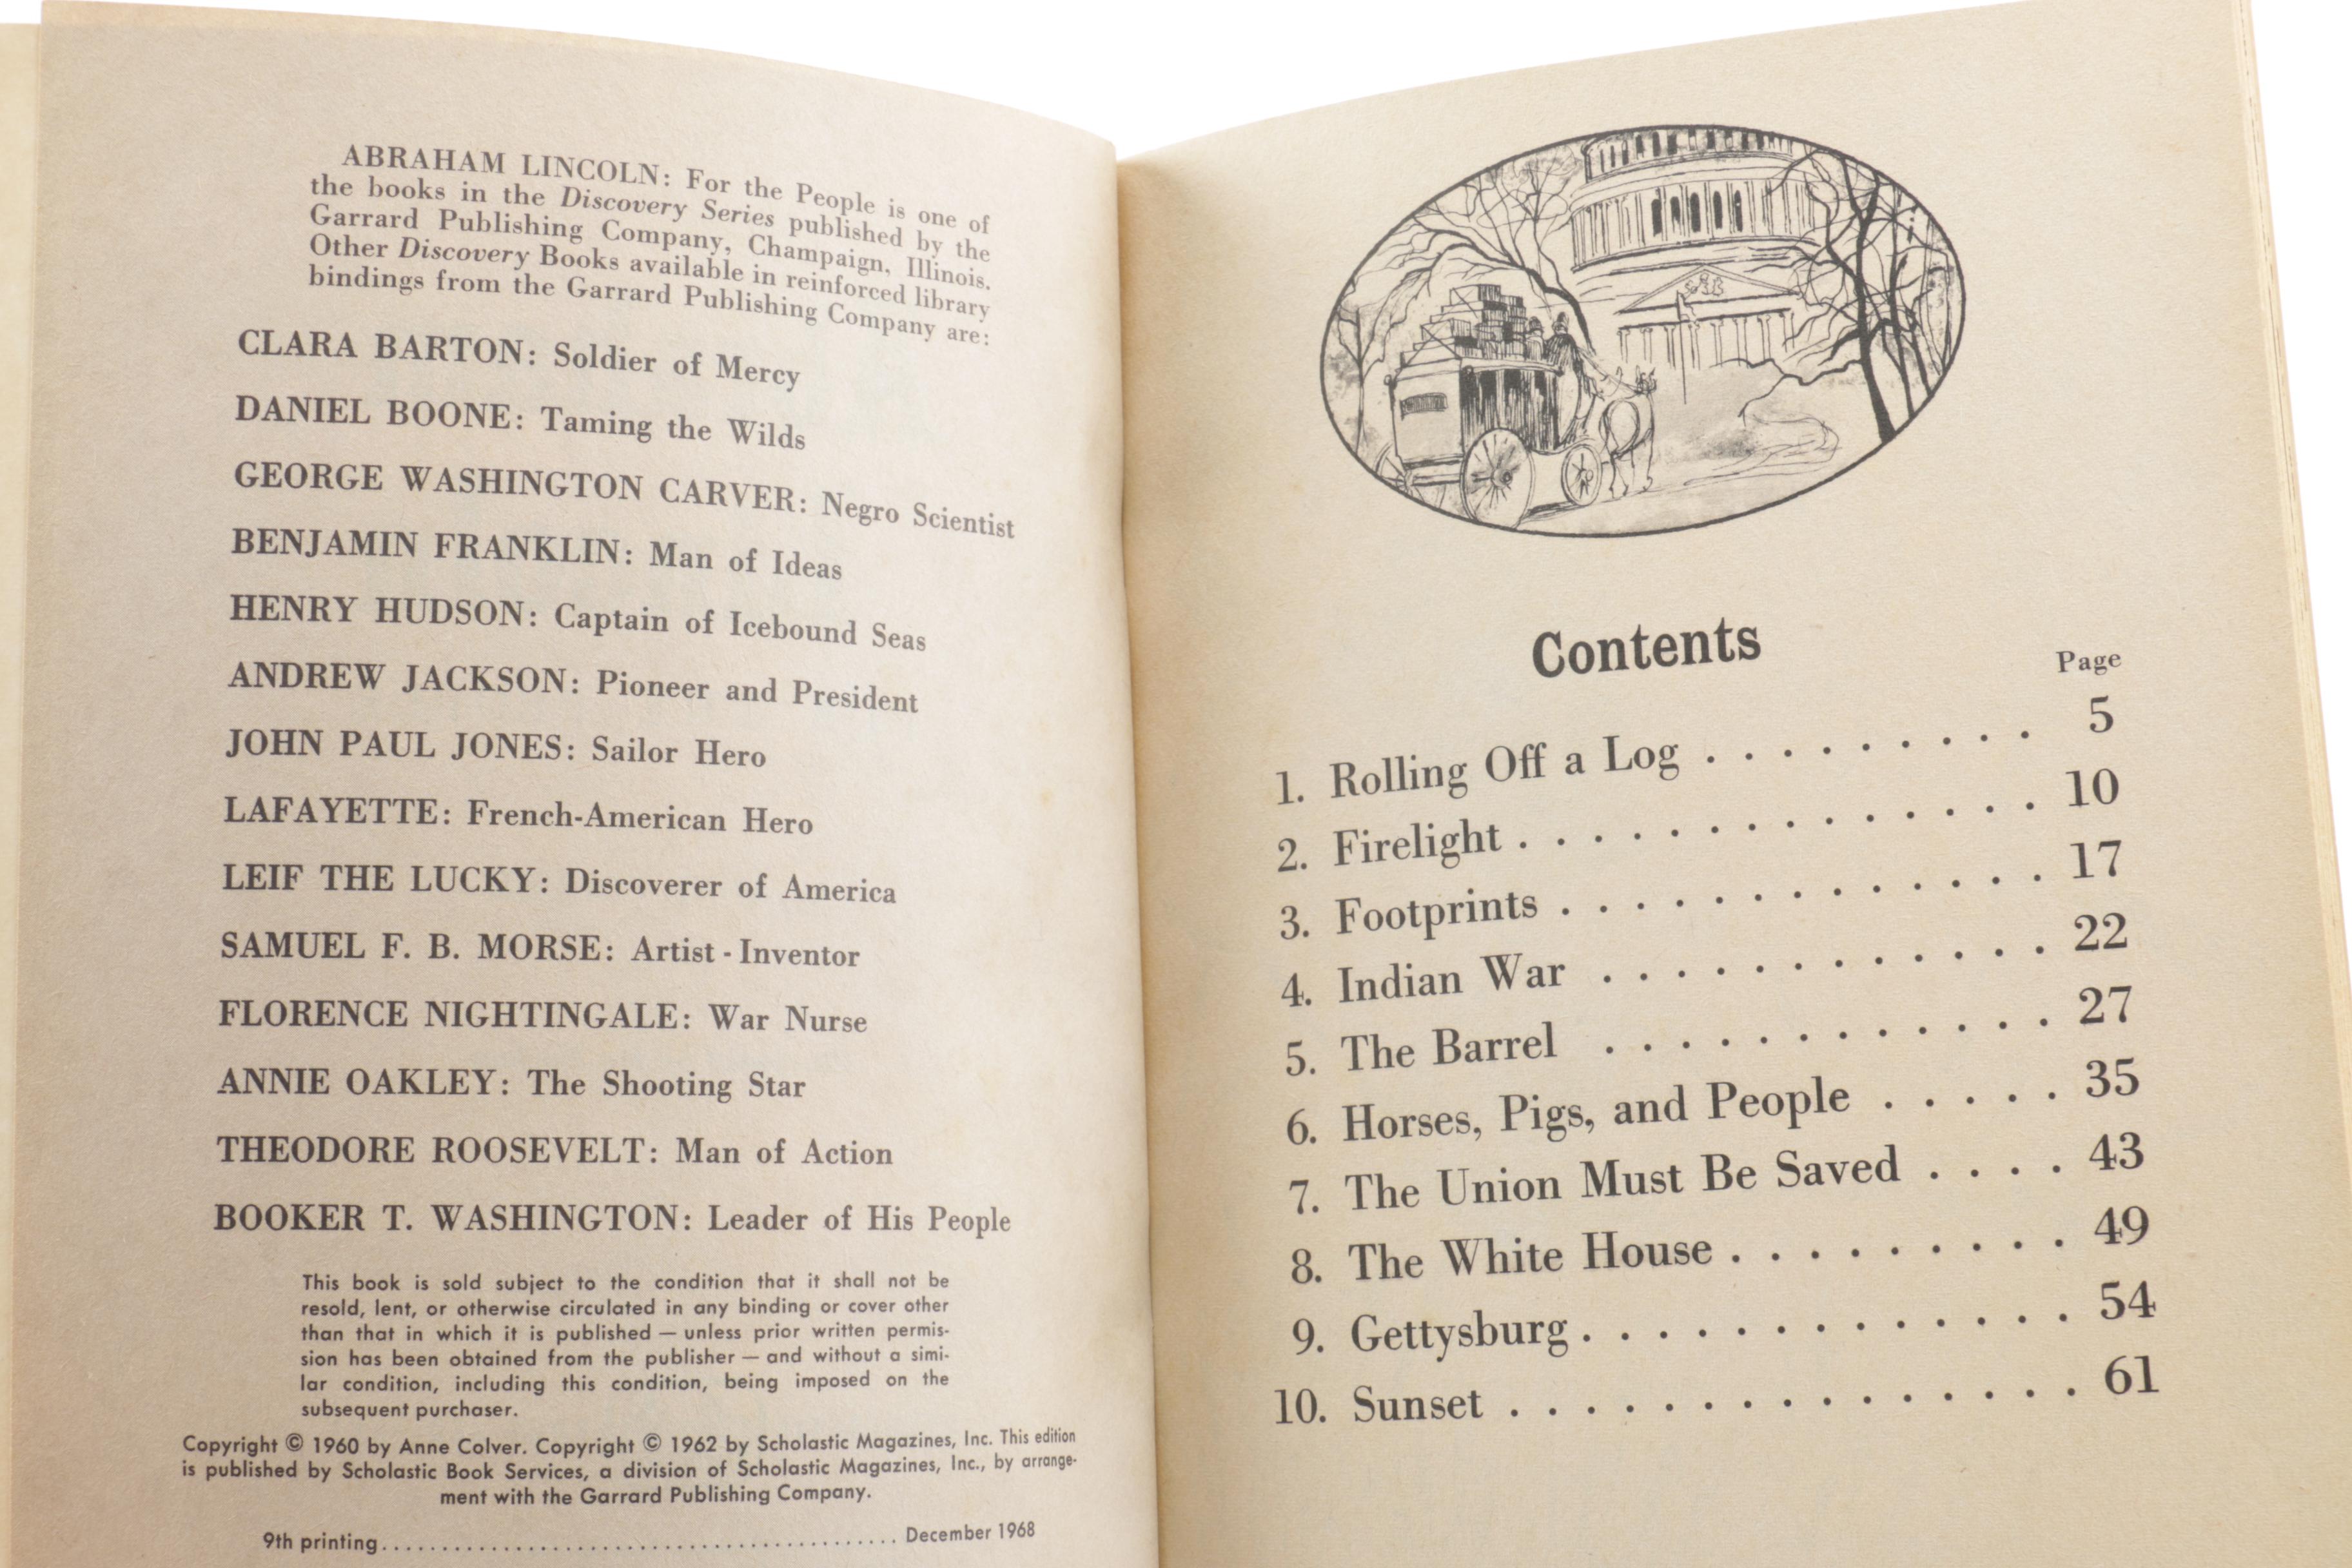 ABRAHAM LINCOLN: For the People is one of
the books in the Discovery Series published by the
Garrard Publishing Company, Champaign, Illinois.
Other Discovery Books available in reinforced library
bindings from the Garrard Publishing Company are:
CLARA BARTON: Soldier of Mercy
DANIEL BOONE: Taming the Wilds
GEORGE WASHINGTON CARVER: Negro Scientist
BENJAMIN FRANKLIN: Man of Ideas
HENRY HUDSON: Captain of Icebound Seas
ANDREW JACKSON: Pioneer and President
JOHN PAUL JONES: Sailor Hero
LAFAYETTE: French-American Hero
LEIF THE LUCKY: Discoverer of America
SAMUEL F. B. MORSE: Artist - Inventor
FLORENCE NIGHTINGALE: War Nurse
ANNIE OAKLEY: The Shooting Star
THEODORE ROOSEVELT: Man of Action
BOOKER T. WASHINGTON: Leader of His People
This book is sold subject to the condition that it shall not be
resold, lent, or otherwise circulated in any binding or cover other
than that in which it is published — unless prior written permis-
sion has been obtained from the publisher — and without a simi-
lar condition, including this condition, being imposed on the
subsequent purchaser.
Copyright © 1960 by Anne Colver. Copyright © 1962 by Scholastic Magazines, Inc. This edition
is published by Scholastic Book Services, a division of Scholastic Magazines, Inc., by arrange-
ment with the Garrard Publishing Company.
9th printing........................................... December 1968
Contents
Page
1. Rolling Off a Log . . . . . . . . . 5
2. Firelight . . . . . . . . . . . . . . 10
3. Footprints . . . . . . . . . . . . . 17
4. Indian War . . . . . . . . . . . . 22
5. The Barrel . . . . . . . . . . . . 27
6. Horses, Pigs, and People . . . . . 35
7. The Union Must Be Saved . . . . 43
8. The White House . . . . . . . . . 49
9. Gettysburg . . . . . . . . . . . . . 54
10. Sunset . . . . . . . . . . . . . . . 61